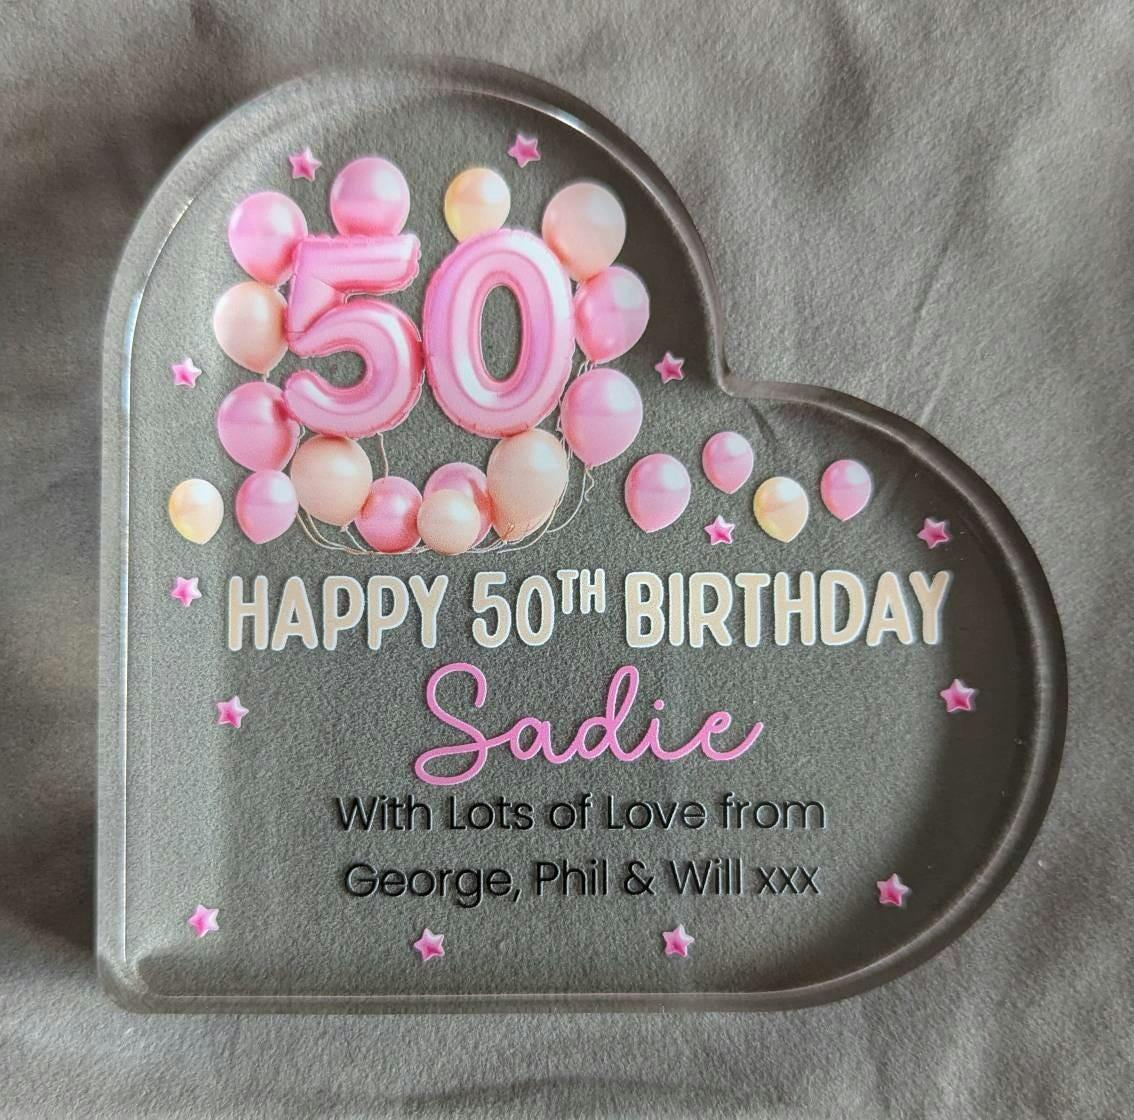 50
HAPPY 50TH BIRTHDAY
Sadie
With Lots of Love from
George, Phil & Will xxx